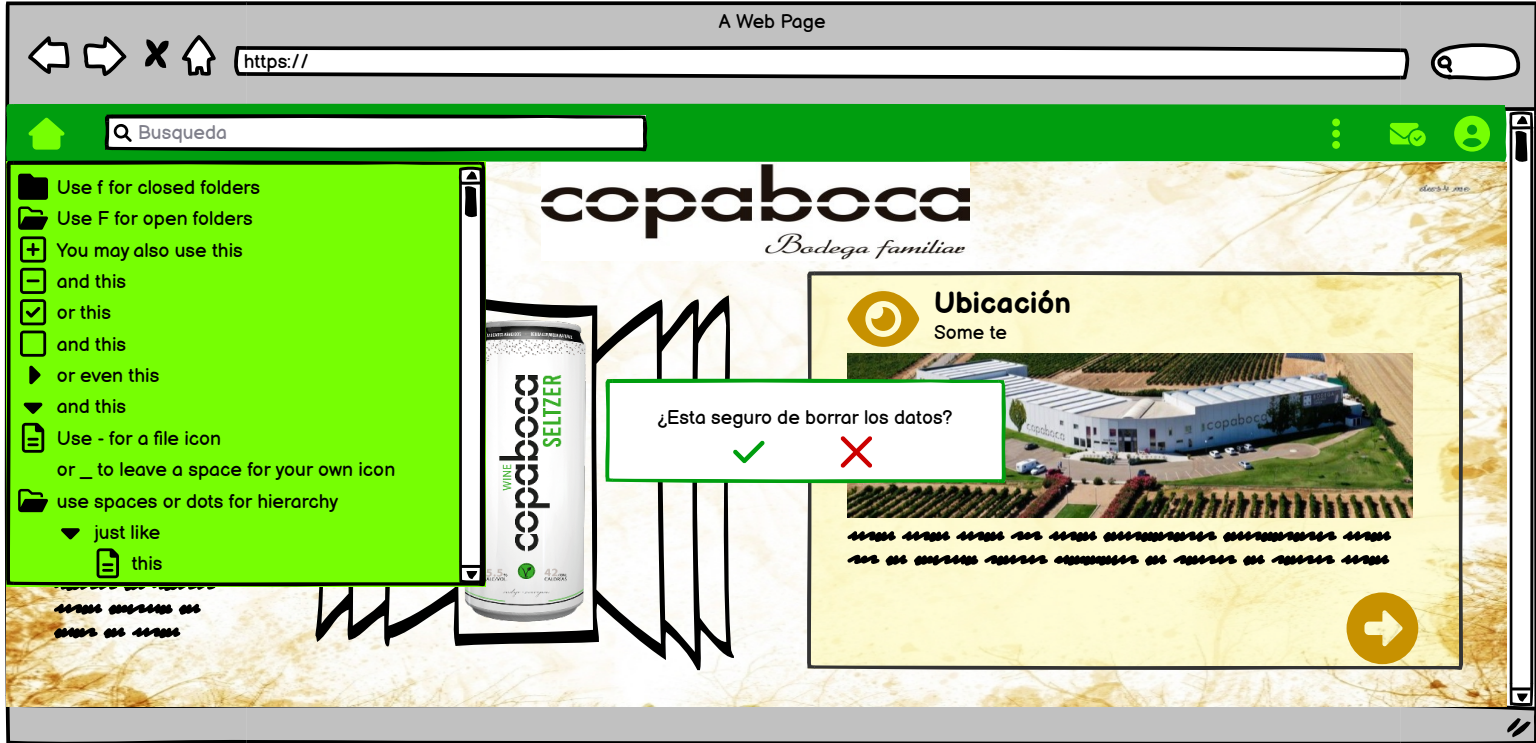 A Web Page
https://
Busqueda
Use f for closed folders
Use F for open folders
You may also use this
and this
or this
and this
or even this
and this
Use - for a file icon
or _ to leave a space for your own icon
use spaces or dots for hierarchy
just like
this
copaboca
Bodega familiar
WINE
copaboca
SELTZER
Ubicación
Some te
copaboca
copaboca
¿Esta seguro de borrar los datos?